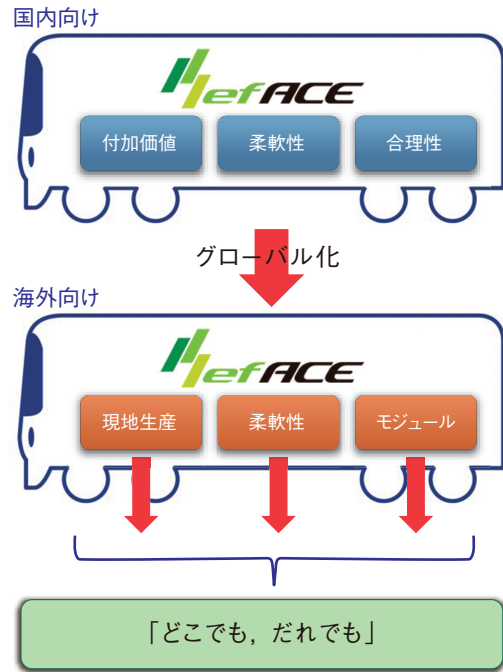 国内向け
efACE
付加価値
柔軟性
合理性
グローバル化
海外向け
efACE
現地生産
柔軟性
モジュール
「どこでも，だれでも」